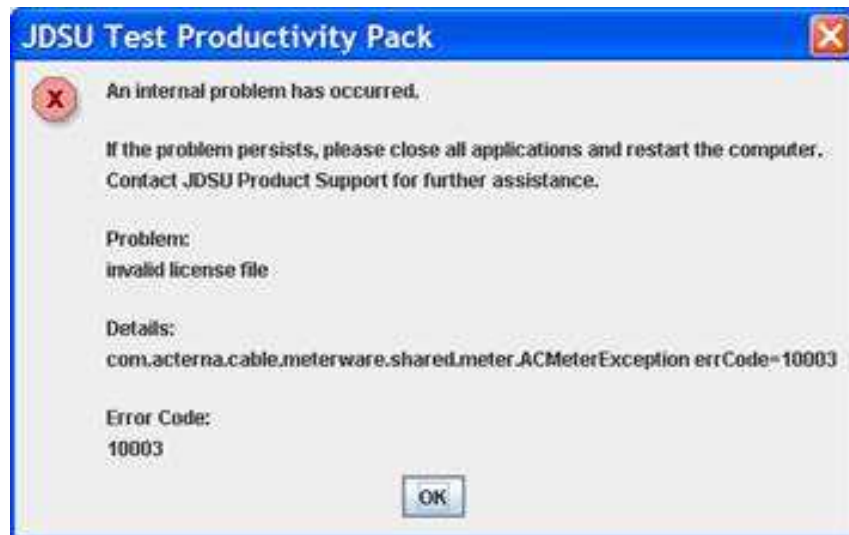 JDSU Test Productivity Pack
An internal problem has occurred.
If the problem persists, please close all applications and restart the computer.
Contact JDSU Product Support for further assistance.
Problem:
invalid license file
Details:
com.acterna.cable.meterware.shared.meter.ACMeterException errCode=10003
Error Code:
10003
OK